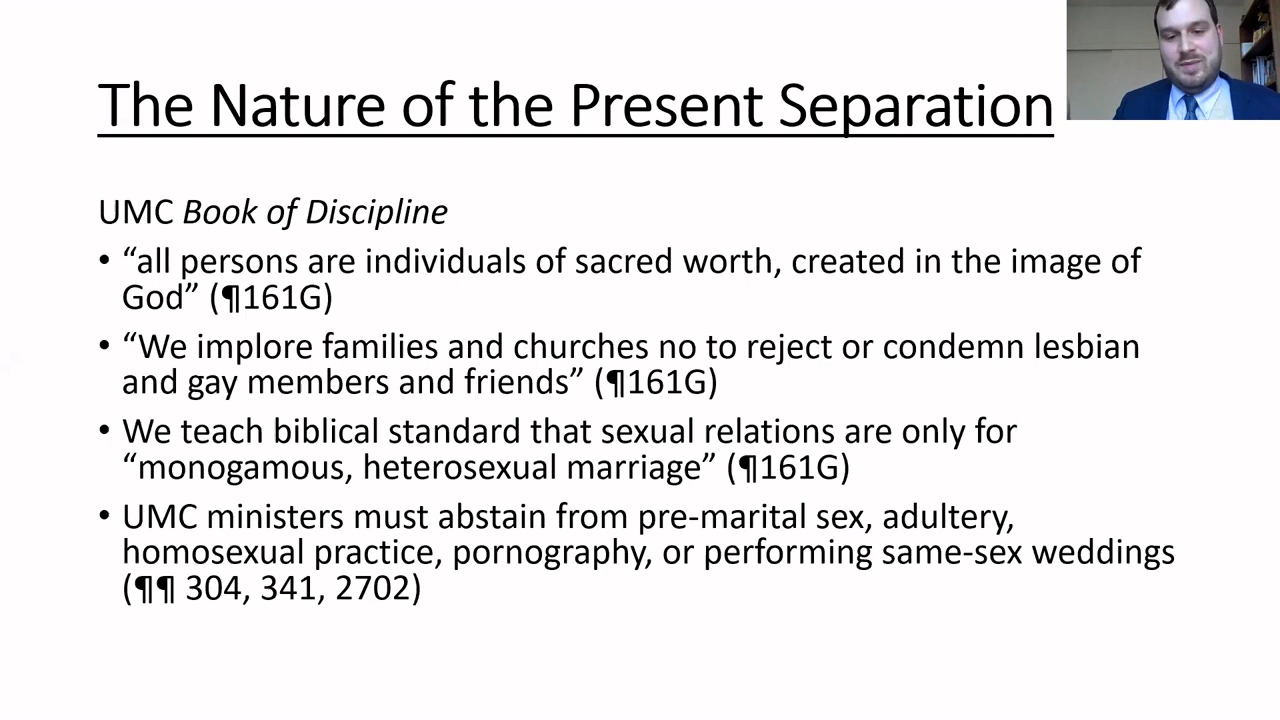 The Nature of the Present Separation
UMC Book of Discipline
• “all persons are individuals of sacred worth, created in the image of
God” (¶161G)
• “We implore families and churches no to reject or condemn lesbian
and gay members and friends” (¶161G)
• We teach biblical standard that sexual relations are only for
“monogamous, heterosexual marriage” (¶161G)
• UMC ministers must abstain from pre-marital sex, adultery,
homosexual practice, pornography, or performing same-sex weddings
(¶¶ 304, 341, 2702)